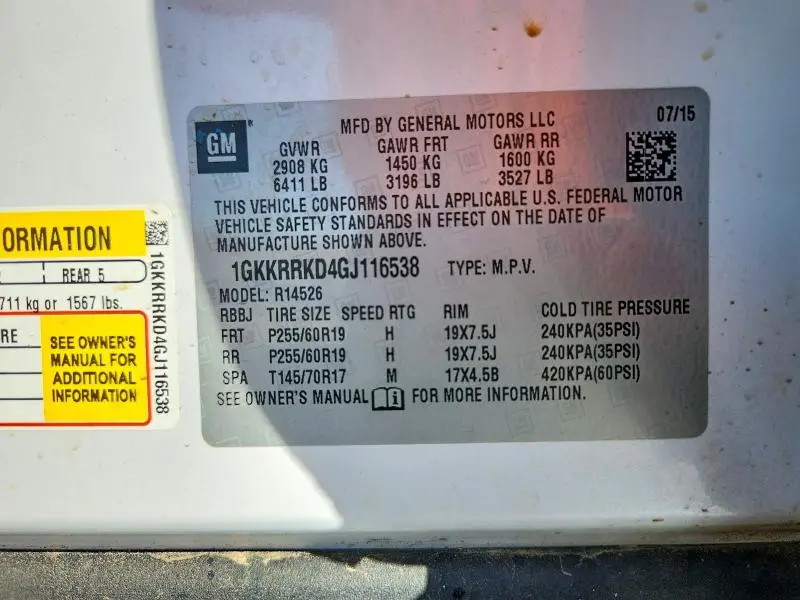 ORMATION
REAR 5
711 kg or 1567 lbs.
RE
SEE OWNER'S
MANUAL FOR
ADDITIONAL
INFORMATION
1GKKRRKD4GJ116538
GM
MFD BY GENERAL MOTORS LLC
07/15
GVWR GAWR FRT GAWR RR
2908 KG 1450 KG 1600 KG
6411 LB 3196 LB 3527 LB
THIS VEHICLE CONFORMS TO ALL APPLICABLE U.S. FEDERAL MOTOR
VEHICLE SAFETY STANDARDS IN EFFECT ON THE DATE OF
MANUFACTURE SHOWN ABOVE.
1GKKRRKD4GJ116538 TYPE: M.P.V.
MODEL: R14526
RBBJ TIRE SIZE SPEED RTG RIM COLD TIRE PRESSURE
FRT P255/60R19 H 19X7.5J 240KPA(35PSI)
RR P255/60R19 H 19X7.5J 240KPA(35PSI)
SPA T145/70R17 M 17X4.5B 420KPA(60PSI)
SEE OWNER'S MANUAL FOR MORE INFORMATION.